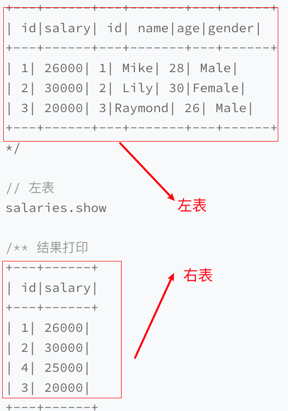 +---+------+---+-------+---+------+
| id|salary| id|   name|age|gender|
+---+------+---+-------+---+------+
|  1| 26000|  1|   Mike| 28|  Male|
|  2| 30000|  2|   Lily| 30|Female|
|  3| 20000|  3|Raymond| 26|  Male|
+---+------+---+-------+---+------+
*/
// 左表
左表
salaries.show
/** 结果打印
右表
+---+------+
| id|salary|
+---+------+
|  1| 26000|
|  2| 30000|
|  4| 25000|
|  3| 20000|
+---+------+